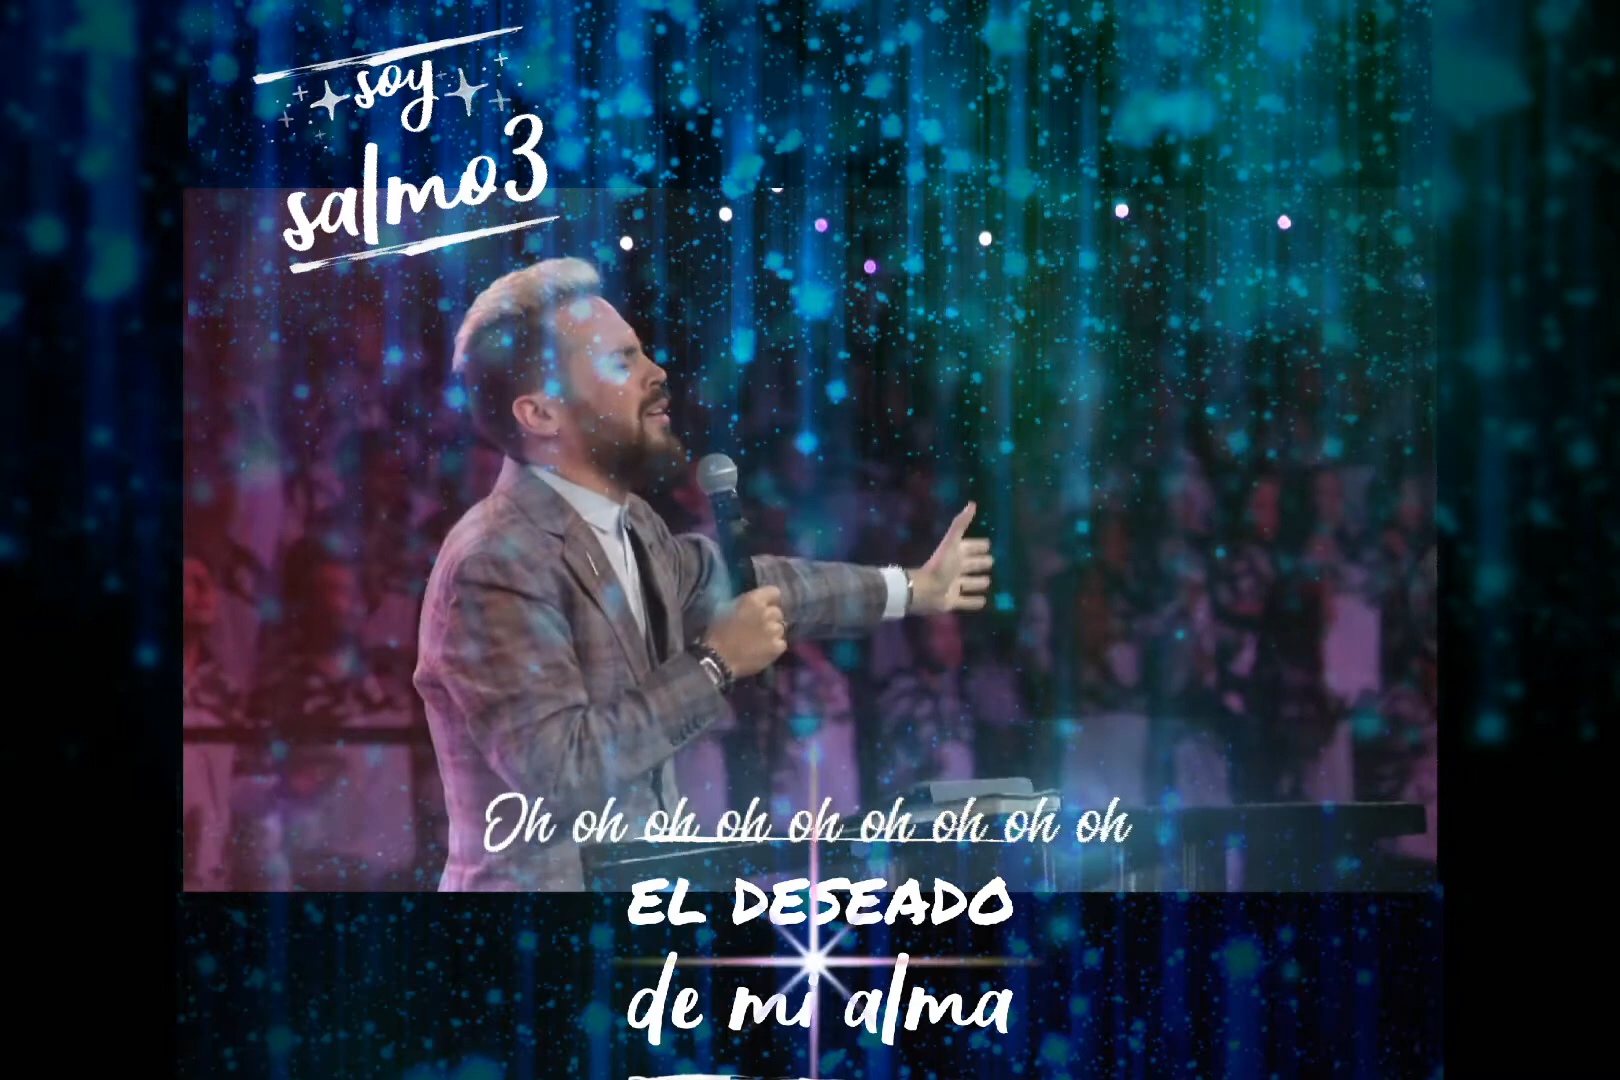 soy
salmo3
Oh oh oh oh oh oh oh oh oh
EL DESEADO
de mi alma